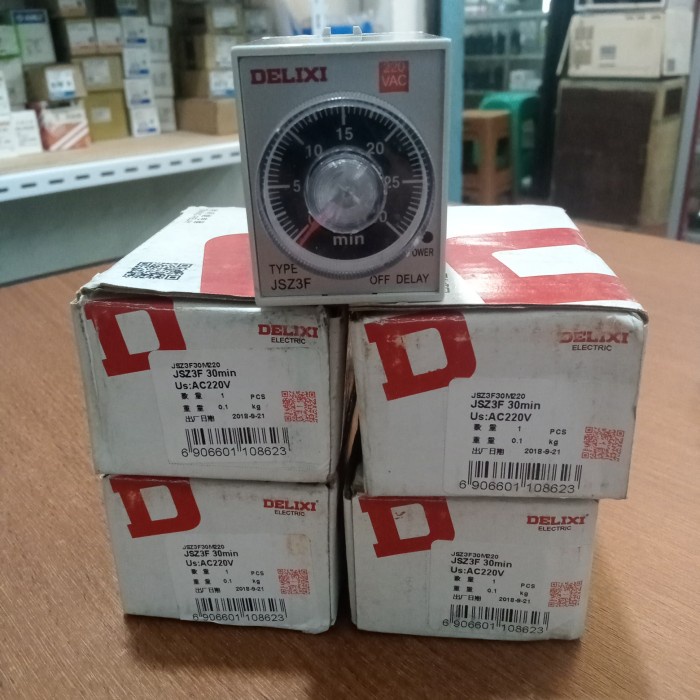 DELIXI
220
VAC
15
10 20
5 25
0
min
POWER
TYPE
JSZ3F OFF DELAY
DELIXI
ELECTRIC
JSZ3F30M220
JSZ3F 30min
Us:AC220V
数 量 1 PCS
重 量 0.1 kg
出厂日期 2018-9-21
6 906601 108623
DELIXI
ELECTRIC
JSZ3F30M220
JSZ3F 30min
Us:AC220V
数 量 1 PCS
重 量 0.1 kg
出厂日期 2018-9-21
6 906601 108623
DELIXI
ELECTRIC
JSZ3F30M220
JSZ3F 30min
Us:AC220V
数 量 1 PCS
重 量 0.1 kg
出厂日期 2018-9-21
6 906601 108623
DELIXI
ELECTRIC
JSZ3F30M220
JSZ3F 30min
Us:AC220V
数 量 1 PCS
重 量 0.1 kg
出厂日期 2018-9-21
6 906601 108623